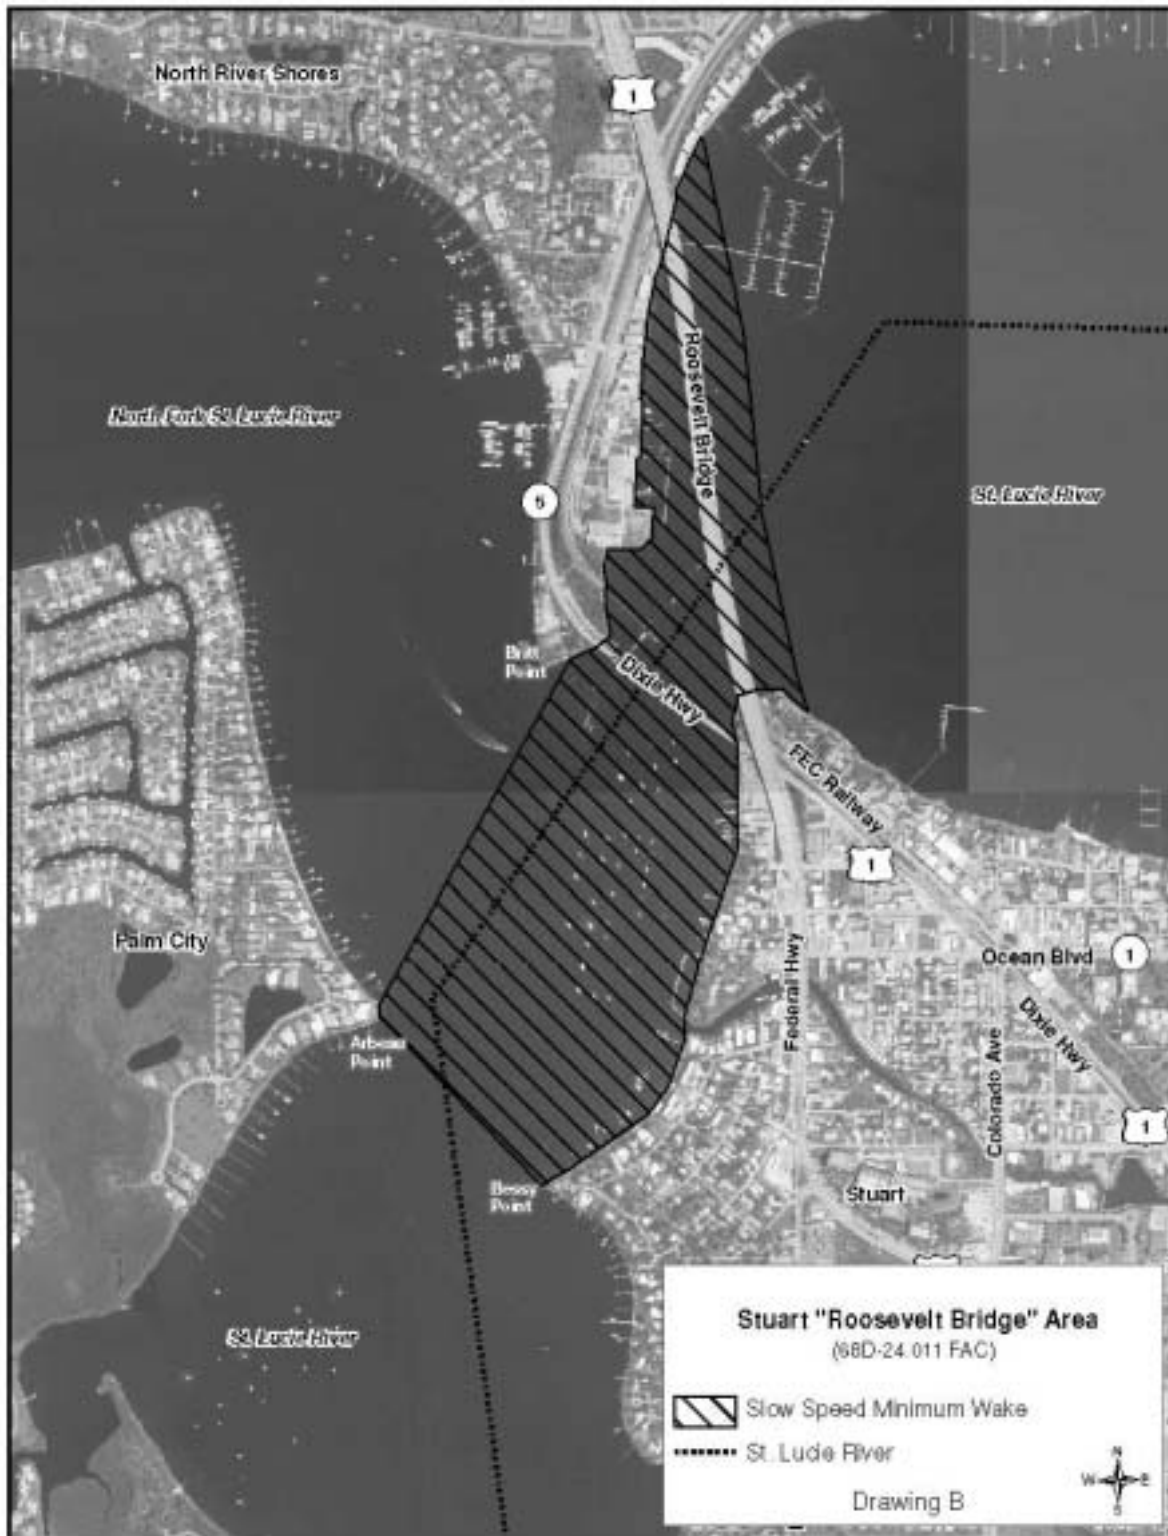 North River Shores
1
Roosevelt Bridge
North Fork St. Lucie River
5
St. Lucie River
Britt
Point
Dixie Hwy
FEC Railway
1
Palm City
Ocean Blvd
1
Federal Hwy
Dixie Hwy
Colorado Ave
Point
1
Bessy
Point
Stuart
St. Lucie River
Stuart "Roosevelt Bridge" Area
(68D-24.011 FAC)
Slow Speed Minimum Wake
St. Lucie River
Drawing B
N
W
E
S